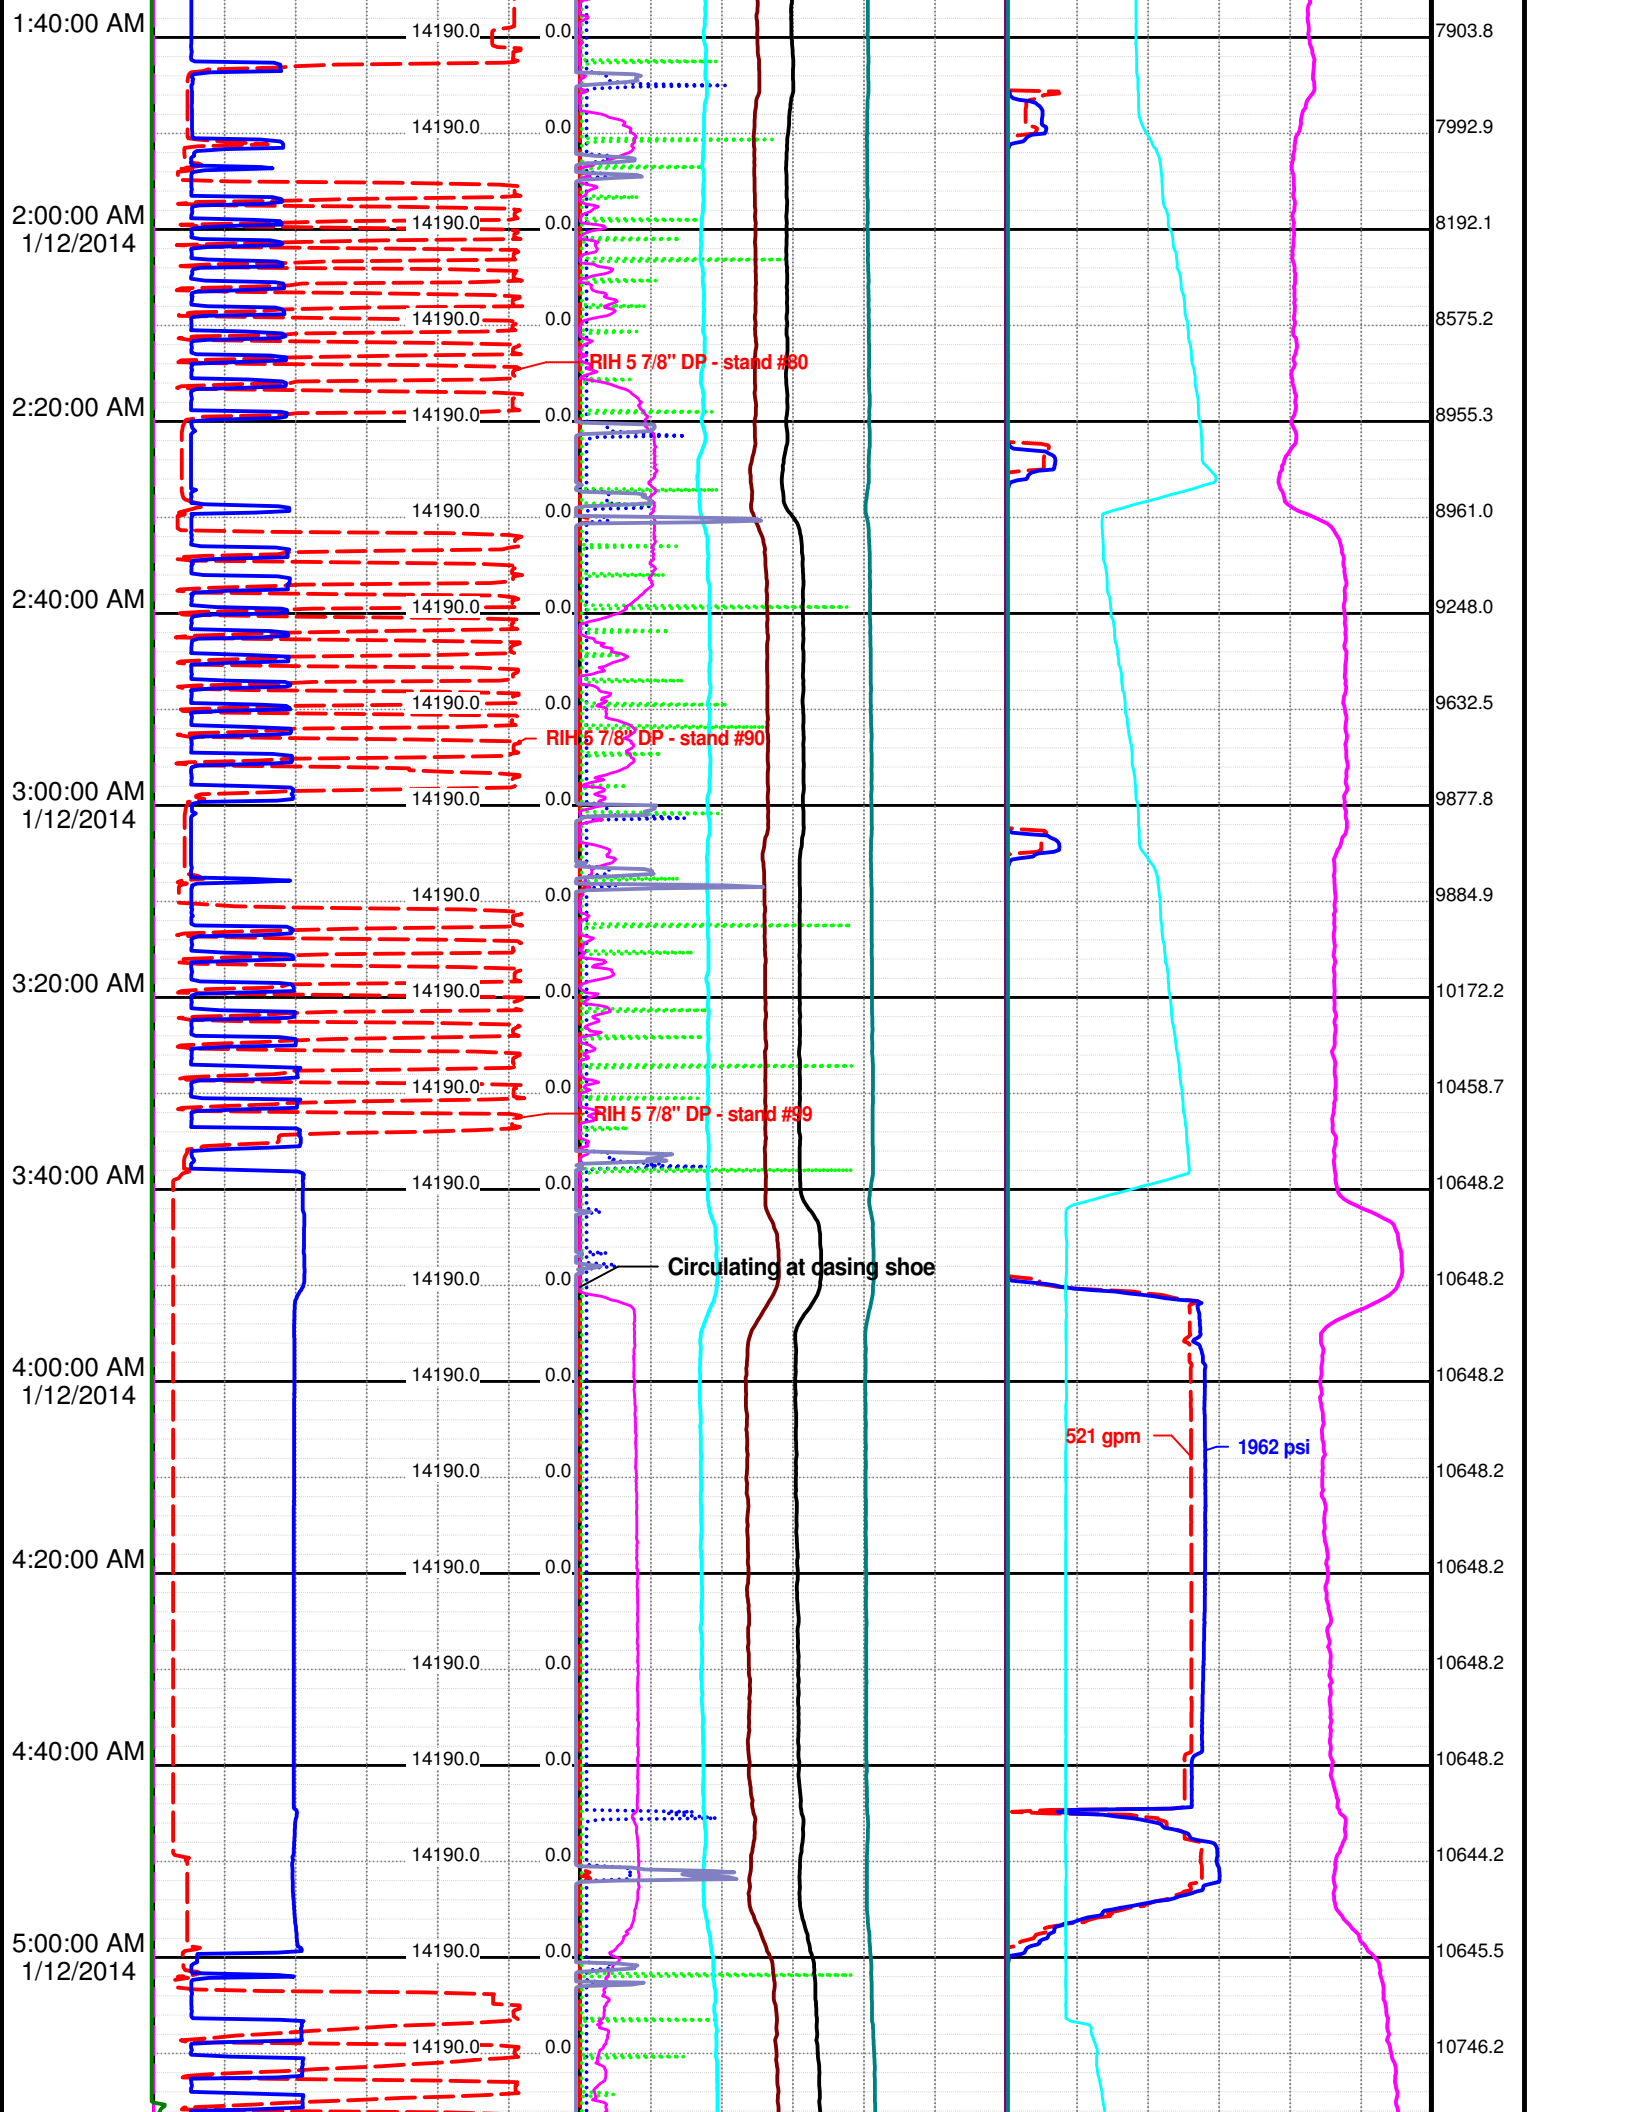 1:40:00 AM 14190.0 0.0 7903.8
14190.0 0.0 7992.9
2:00:00 AM 14190.0 0.0 8192.1
1/12/2014
14190.0 0.0 8575.2
RIH 5 7/8" DP - stand #80
2:20:00 AM 14190.0 0.0 8955.3
14190.0 0.0 8961.0
2:40:00 AM 14190.0 0.0 9248.0
14190.0 0.0 9632.5
RIH 5 7/8" DP - stand #90
3:00:00 AM 14190.0 0.0 9877.8
1/12/2014
14190.0 0.0 9884.9
3:20:00 AM 14190.0 0.0 10172.2
14190.0 0.0 10458.7
RIH 5 7/8" DP - stand #99
3:40:00 AM 14190.0 0.0 10648.2
Circulating at casing shoe
14190.0 0.0 10648.2
4:00:00 AM 14190.0 0.0 10648.2
1/12/2014
521 gpm 1962 psi
14190.0 0.0 10648.2
4:20:00 AM 14190.0 0.0 10648.2
14190.0 0.0 10648.2
4:40:00 AM 14190.0 0.0 10648.2
14190.0 0.0 10644.2
5:00:00 AM 14190.0 0.0 10645.5
1/12/2014
14190.0 0.0 10746.2